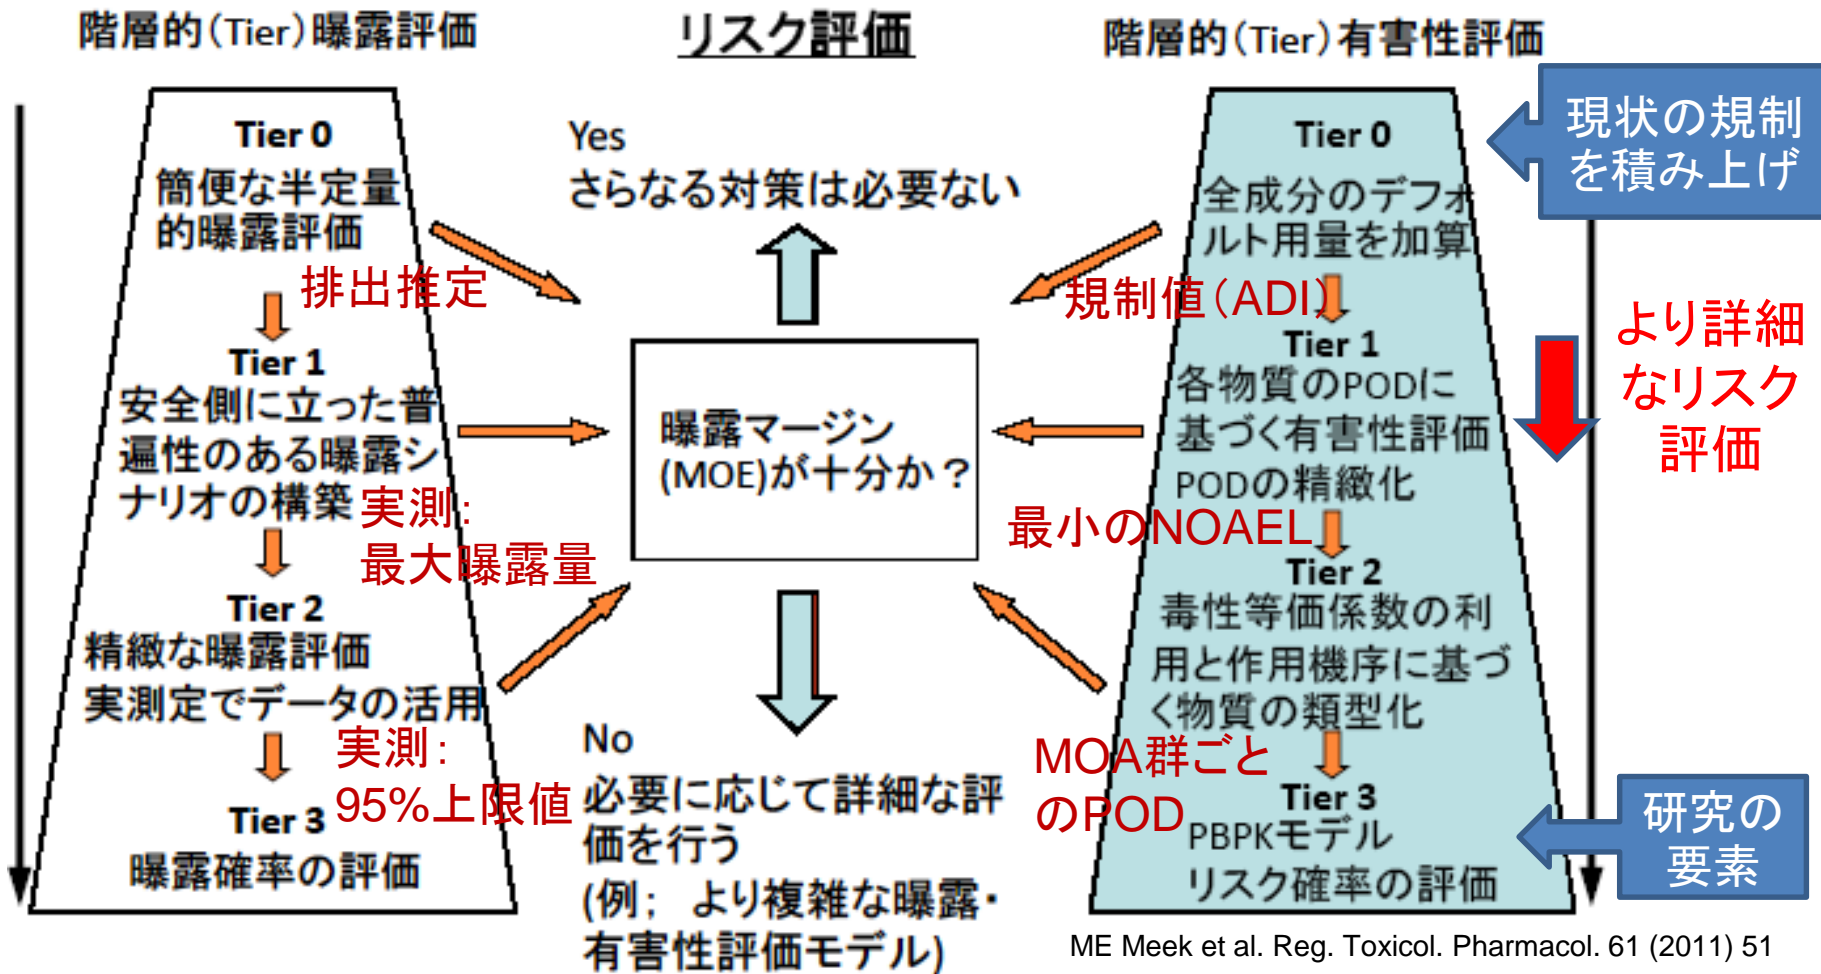 階層的(Tier)曝露評価
Tier 0
簡便な半定量
的曝露評価
排出推定
Tier 1
安全側に立った普
遍性のある曝露シ
ナリオの構築
実測:
最大曝露量
Tier 2
精緻な曝露評価
実測定でデータの活用
実測:
95%上限値
Tier 3
曝露確率の評価
リスク評価
Yes
さらなる対策は必要ない
曝露マージン
(MOE)が十分か?
No
必要に応じて詳細な評
価を行う
(例; より複雑な曝露・
有害性評価モデル)
階層的(Tier)有害性評価
Tier 0
全成分のデフォ
ルト用量を加算
規制値(ADI)
Tier 1
各物質のPODに
基づく有害性評価
PODの精緻化
最小のNOAEL
Tier 2
毒性等価係数の利
用と作用機序に基づ
く物質の類型化
MOA群ごと
のPOD
Tier 3
PBPKモデル
リスク確率の評価
現状の規制
を積み上げ
より詳細
なリスク
評価
研究の
要素
ME Meek et al. Reg. Toxicol. Pharmacol. 61 (2011) 51